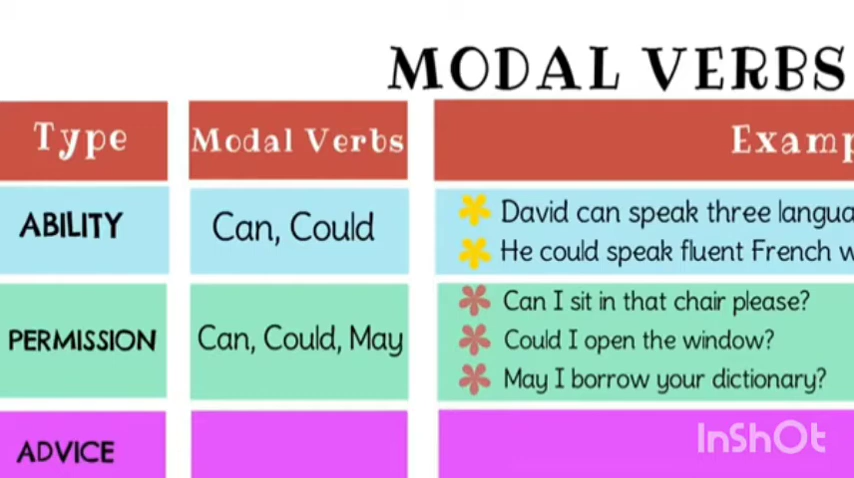 MODAL VERBS
Type
Modal Verbs
ABILITY
Can, Could
David can speak three
He could speak fluent French
PERMISSION
Can, Could, May
Can I sit in that chair please?
Could I open the window?
May I borrow your dictionary?
ADVICE
InShOt